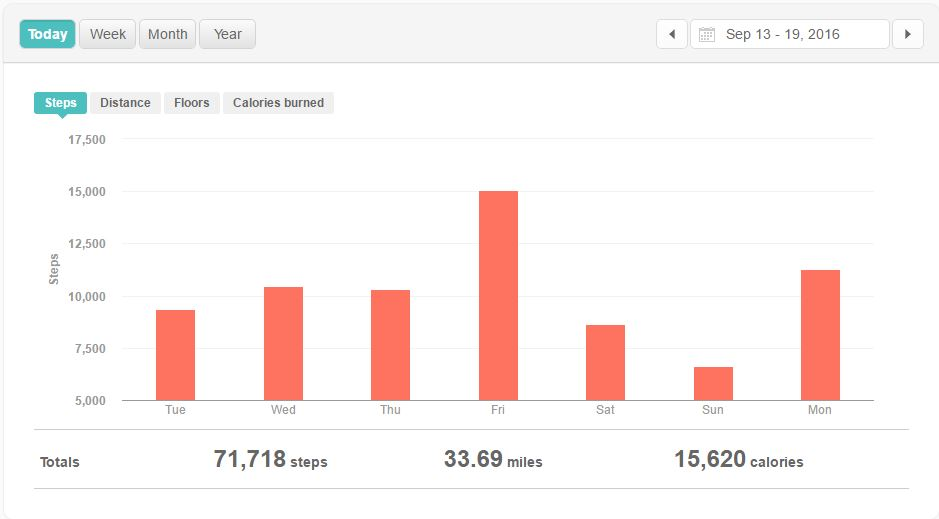 Today Week Month Year Sep 13 - 19, 2016
Steps Distance Floors Calories burned
17,500
15,000
12,500
Steps
10,000
7,500
5,000
Tue Wed Thu Fri Sat Sun Mon
Totals 71,718 steps 33.69 miles 15,620 calories